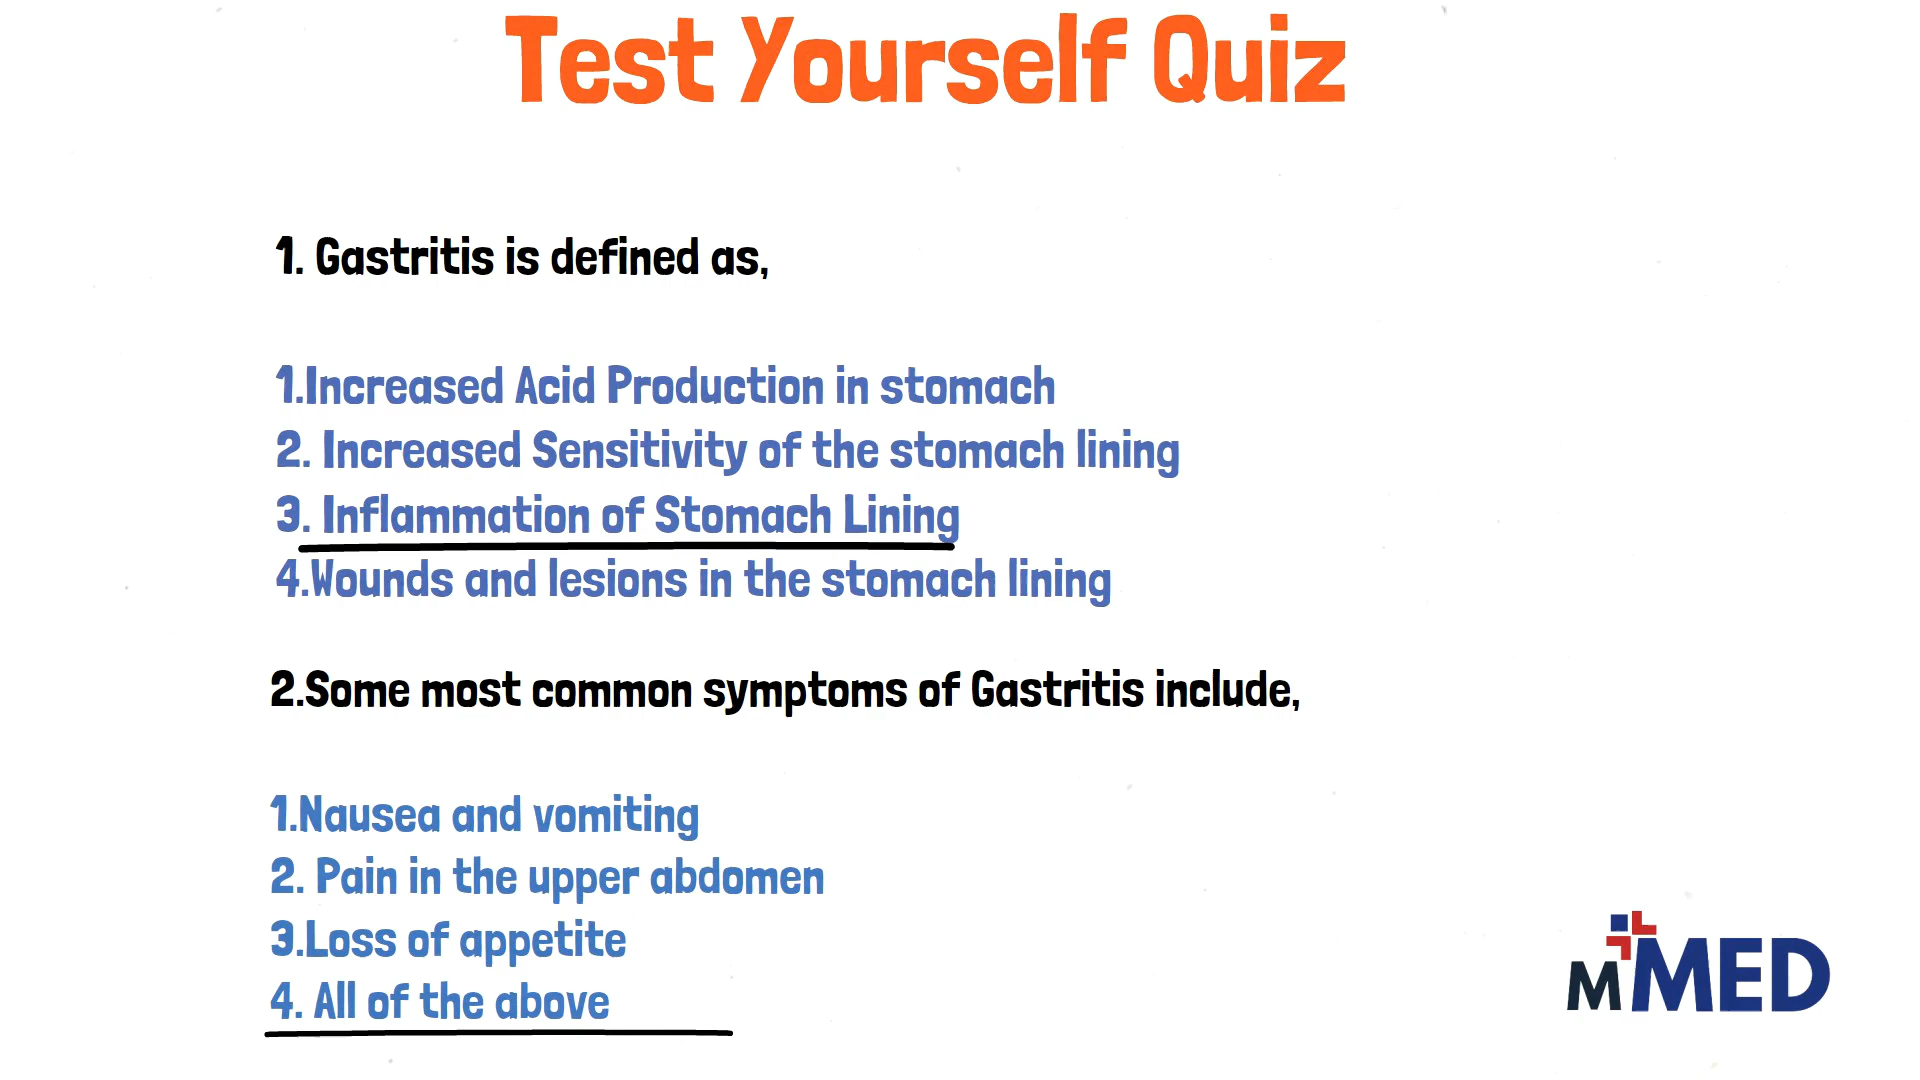 Test Yourself Quiz
1. Gastritis is defined as,
1.Increased Acid Production in stomach
2. Increased Sensitivity of the stomach lining
3. Inflammation of Stomach Lining
4.Wounds and lesions in the stomach lining
2.Some most common symptoms of Gastritis include,
1.Nausea and vomiting
2. Pain in the upper abdomen
3.Loss of appetite
4. All of the above
MMED